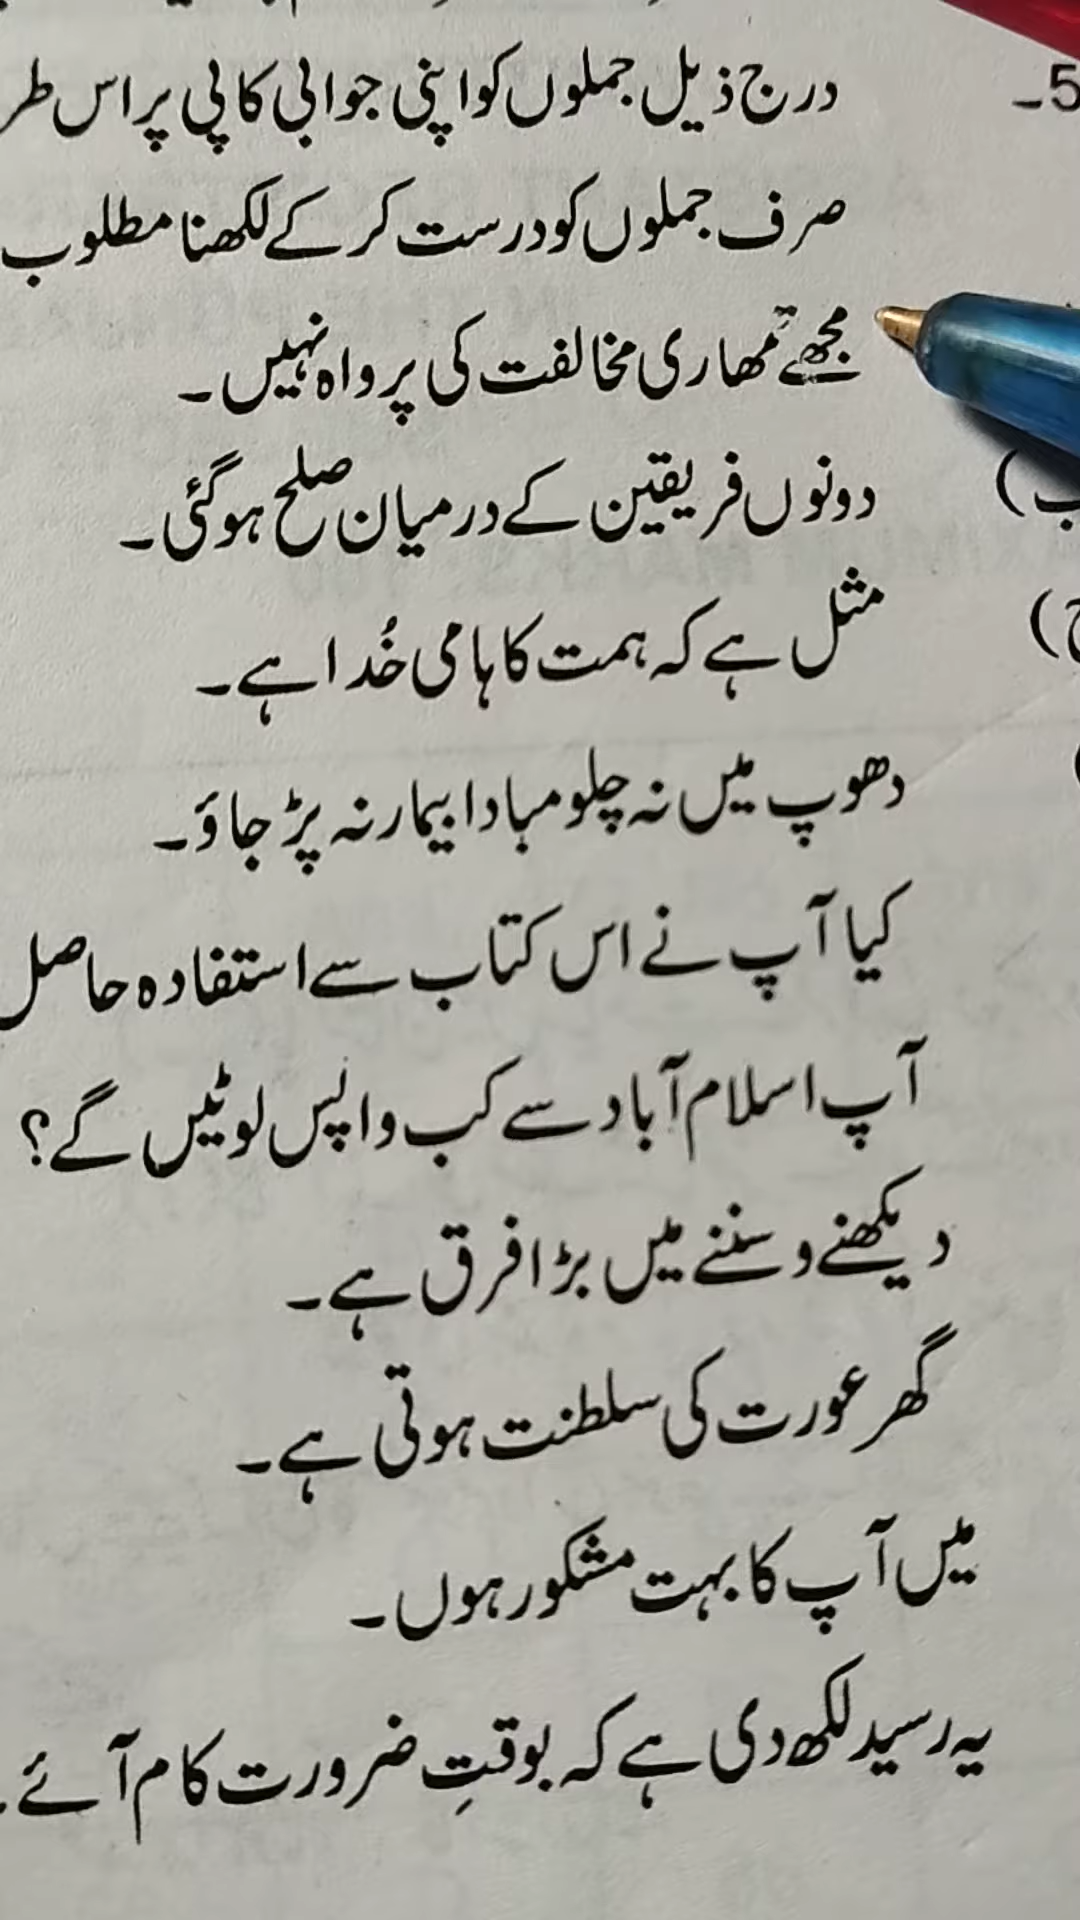 5۔ درج ذیل جملوں کو اپنی جوابی کاپی پر اس طر
صرف جملوں کو درست کر کے لکھنا مطلوب
مجھے تمھاری مخالفت کی پرواہ نہیں۔
ب) دونوں فریقین کے درمیان صلح ہوگئی۔
ج) مثل ہے کہ ہمت کا ہامی خُدا ہے۔
دھوپ میں نہ چلو مبادا بیمار نہ پڑ جاؤ۔
کیا آپ نے اس کتاب سے استفادہ حاصل
آپ اسلام آباد سے کب واپس لوٹیں گے؟
دیکھنے و سننے میں بڑا فرق ہے۔
گھر عورت کی سلطنت ہوتی ہے۔
میں آپ کا بہت مشکور ہوں۔
یہ رسید لکھ دی ہے کہ بوقتِ ضرورت کام آئے۔